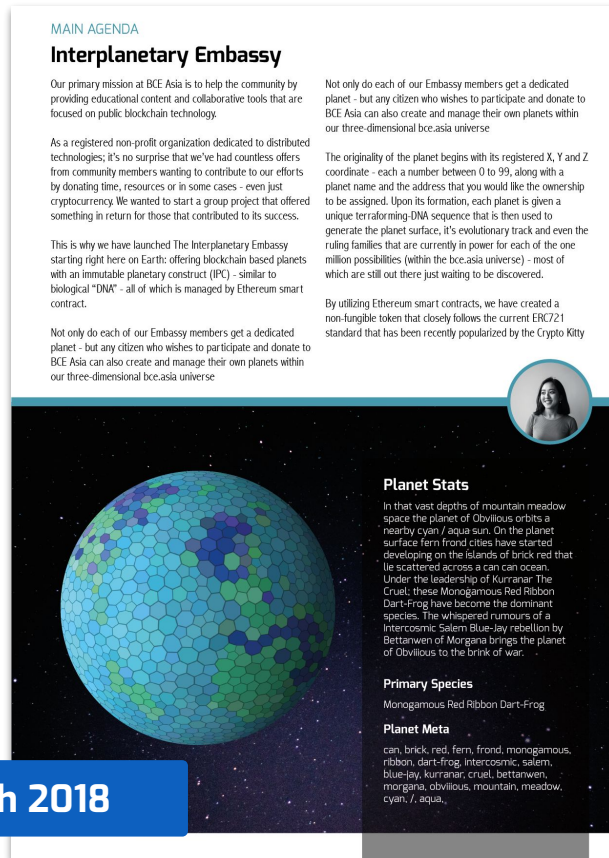 MAIN AGENDA
Interplanetary Embassy
Our primary mission at BCE Asia is to help the community by
providing educational content and collaborative tools that are
focused on public blockchain technology.
As a registered non-profit organization dedicated to distributed
technologies; it's no surprise that we've had countless offers
from community members wanting to contribute to our efforts
by donating time, resources or in some cases - even just
cryptocurrency. We wanted to start a group project that offered
something in return for those that contributed to its success.
This is why we have launched The Interplanetary Embassy
starting right here on Earth: offering blockchain based planets
with an immutable planetary construct (IPC) - similar to
biological "DNA" - all of which is managed by Ethereum smart
contract.
Not only do each of our Embassy members get a dedicated
planet - but any citizen who wishes to participate and donate to
BCE Asia can also create and manage their own planets within
our three-dimensional bce.asia universe
Not only do each of our Embassy members get a dedicated
planet - but any citizen who wishes to participate and donate to
BCE Asia can also create and manage their own planets within
our three-dimensional bce.asia universe
The originality of the planet begins with its registered X, Y and Z
coordinate - each a number between 0 to 99, along with a
planet name and the address that you would like the ownership
to be assigned. Upon its formation, each planet is given a
unique terraforming-DNA sequence that is then used to
generate the planet surface, it's evolutionary track and even the
ruling families that are currently in power for each of the one
million possibilities (within the bce.asia universe) - most of
which are still out there just waiting to be discovered.
By utilizing Ethereum smart contracts, we have created a
non-fungible token that closely follows the current ERC721
standard that has been recently popularized by the Crypto Kitty
Planet Stats
In that vast depths of mountain meadow
space the planet of Obviiious orbits a
nearby cyan / aqua sun. On the planet
surface fern frond cities have started
developing on the islands of brick red that
lie scattered across a can can ocean.
Under the leadership of Kurranar The
Cruel; these Monogamous Red Ribbon
Dart-Frog have become the dominant
species. The whispered rumours of a
Intercosmic Salem Blue-Jay rebellion by
Bettanwen of Morgana brings the planet
of Obviiious to the brink of war.
Primary Species
Monogamous Red Ribbon Dart-Frog
Planet Meta
can, brick, red, fern, frond, monogamous,
ribbon, dart-frog, intercosmic, salem,
blue-jay, kurranar, cruel, bettanwen,
morgana, obviiious, mountain, meadow,
cyan, /, aqua,
h 2018